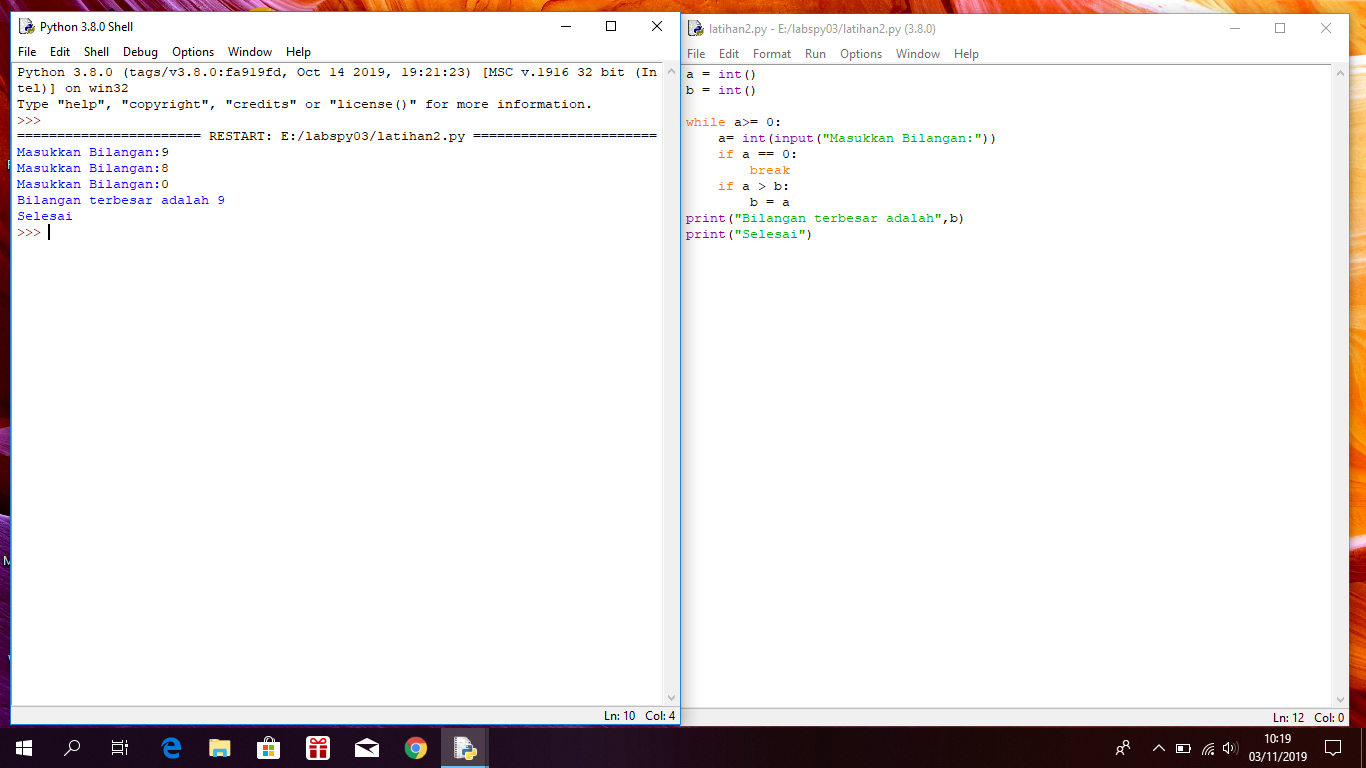 Python 3.8.0 Shell
File Edit Shell Debug Options Window Help
Python 3.8.0 (tags/v3.8.0:fa919fd, Oct 14 2019, 19:21:23) [MSC v.1916 32 bit (In
tel)] on win32
Type "help", "copyright", "credits" or "license()" for more information.
>>>
======================= RESTART: E:/labspy03/latihan2.py =======================
Masukkan Bilangan:9
Masukkan Bilangan:8
Masukkan Bilangan:0
Bilangan terbesar adalah 9
Selesai
>>>
Ln: 10 Col: 4
latihan2.py - E:/labspy03/latihan2.py (3.8.0)
File Edit Format Run Options Window Help
a = int()
b = int()
while a>= 0:
    a= int(input("Masukkan Bilangan:"))
    if a == 0:
        break
    if a > b:
        b = a
print("Bilangan terbesar adalah",b)
print("Selesai")
Ln: 12 Col: 0
10:19
03/11/2019